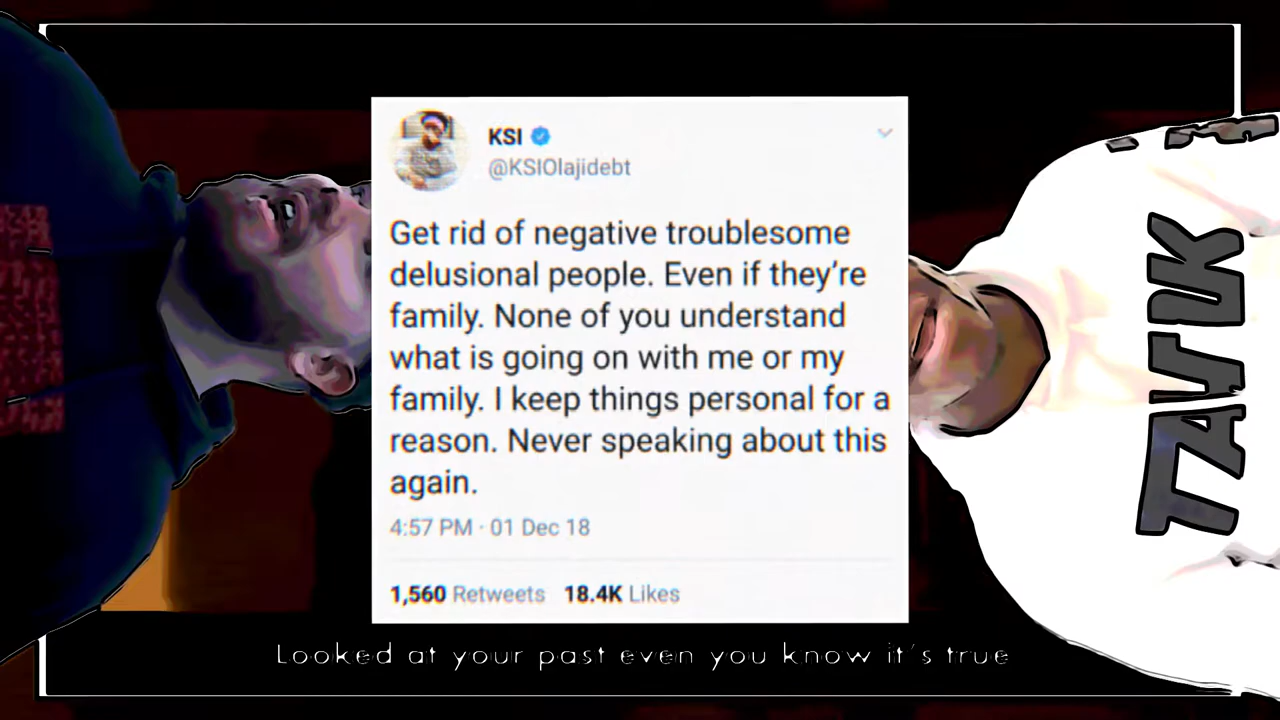 KSI
@KSIOlajidebt
Get rid of negative troublesome
delusional people. Even if they’re
family. None of you understand
what is going on with me or my
family. I keep things personal for a
reason. Never speaking about this
again.
4:57 PM · 01 Dec 18
1,560 Retweets 18.4K Likes
Looked at your past even you know it's true